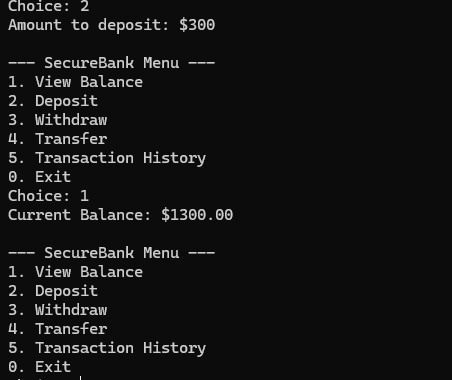 Choice: 2
Amount to deposit: $300
--- SecureBank Menu ---
1. View Balance
2. Deposit
3. Withdraw
4. Transfer
5. Transaction History
0. Exit
Choice: 1
Current Balance: $1300.00
--- SecureBank Menu ---
1. View Balance
2. Deposit
3. Withdraw
4. Transfer
5. Transaction History
0. Exit